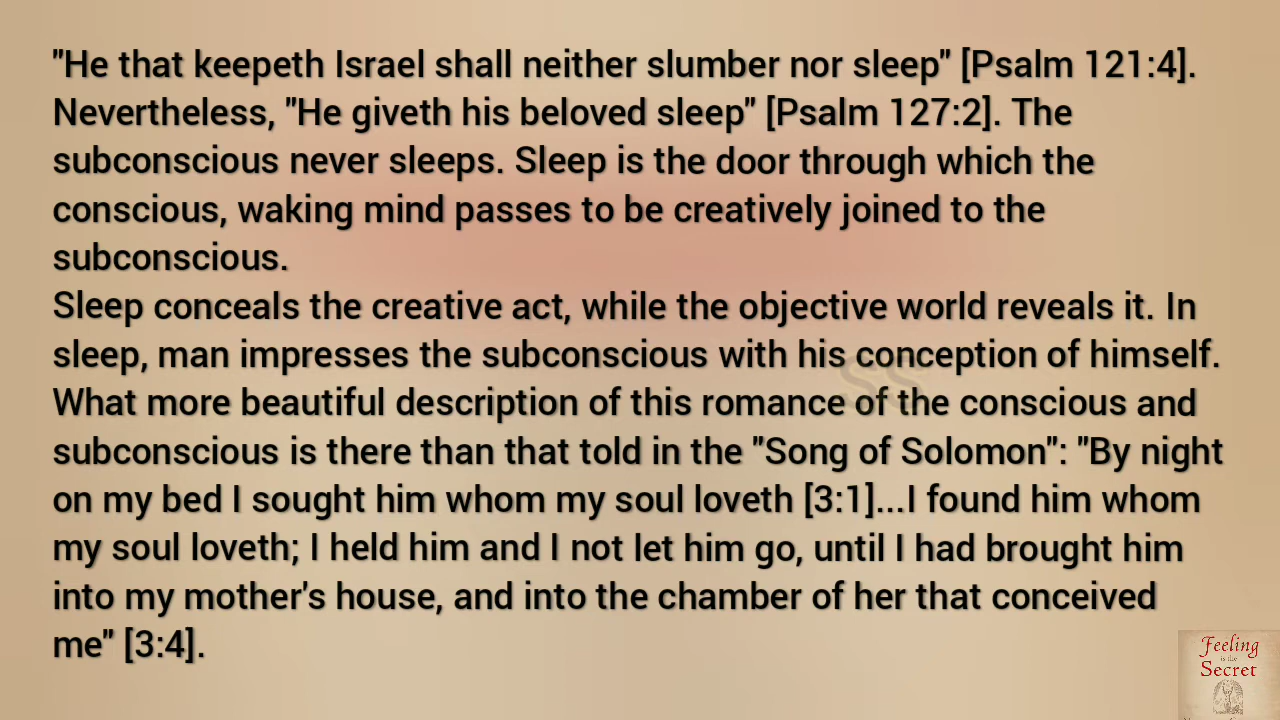 "He that keepeth Israel shall neither slumber nor sleep" [Psalm 121:4].
Nevertheless, "He giveth his beloved sleep" [Psalm 127:2]. The
subconscious never sleeps. Sleep is the door through which the
conscious, waking mind passes to be creatively joined to the
subconscious.
Sleep conceals the creative act, while the objective world reveals it. In
sleep, man impresses the subconscious with his conception of himself.
What more beautiful description of this romance of the conscious and
subconscious is there than that told in the "Song of Solomon": "By night
on my bed I sought him whom my soul loveth [3:1]...I found him whom
my soul loveth; I held him and I not let him go, until I had brought him
into my mother's house, and into the chamber of her that conceived
me" [3:4].
SS
Feeling
is the
Secret